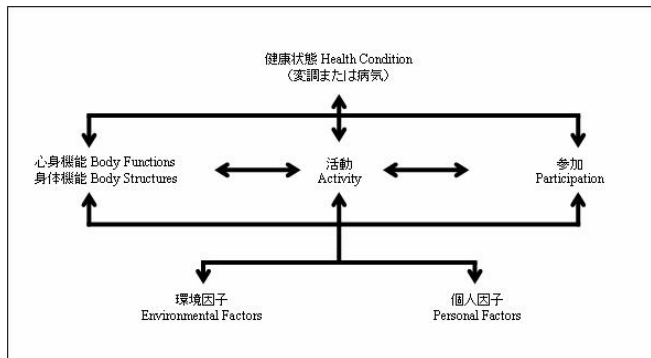 健康状態 Health Condition
（変調または病気）
心身機能 Body Functions
身体機能 Body Structures
活動
Activity
参加
Participation
環境因子
Environmental Factors
個人因子
Personal Factors